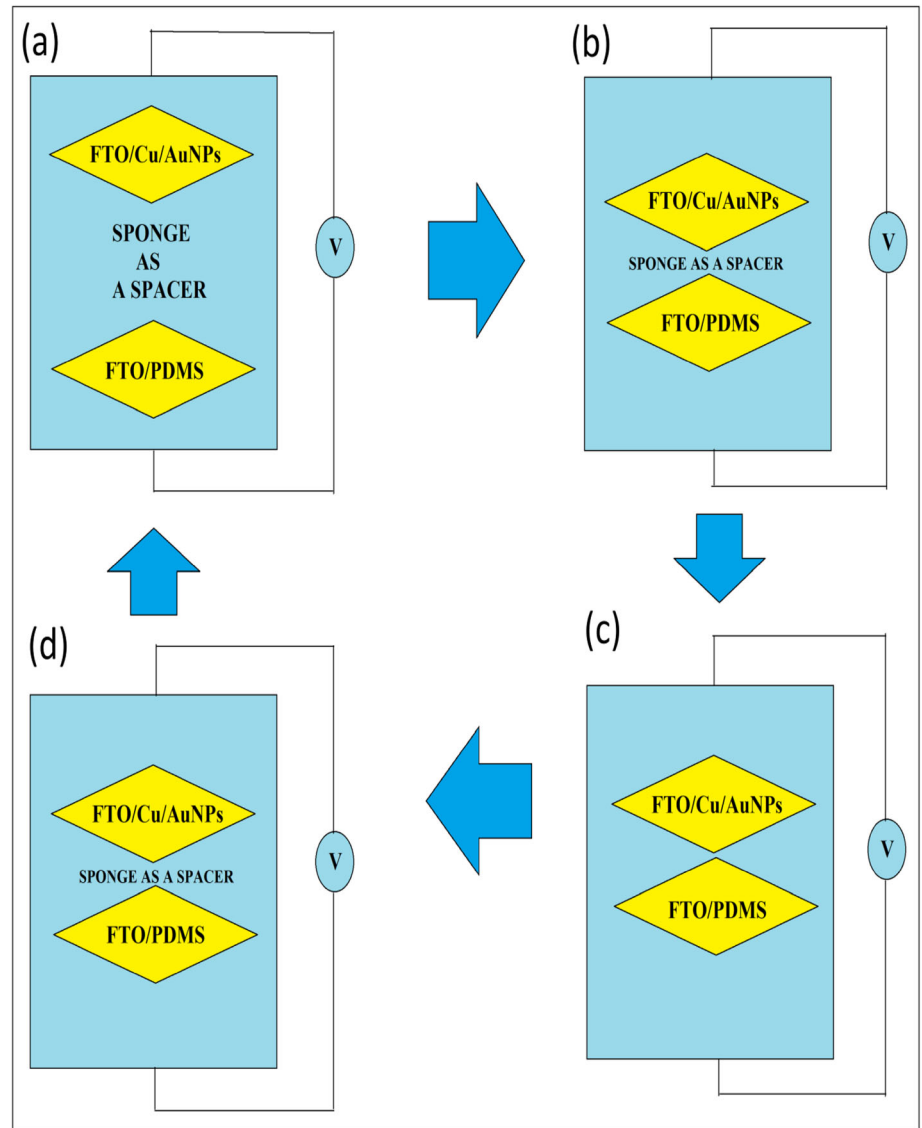 (a)
FTO/Cu/AuNPs
SPONGE
AS
A SPACER
FTO/PDMS
V
(b)
FTO/Cu/AuNPs
SPONGE AS A SPACER
FTO/PDMS
V
(c)
FTO/Cu/AuNPs
FTO/PDMS
V
(d)
FTO/Cu/AuNPs
SPONGE AS A SPACER
FTO/PDMS
V